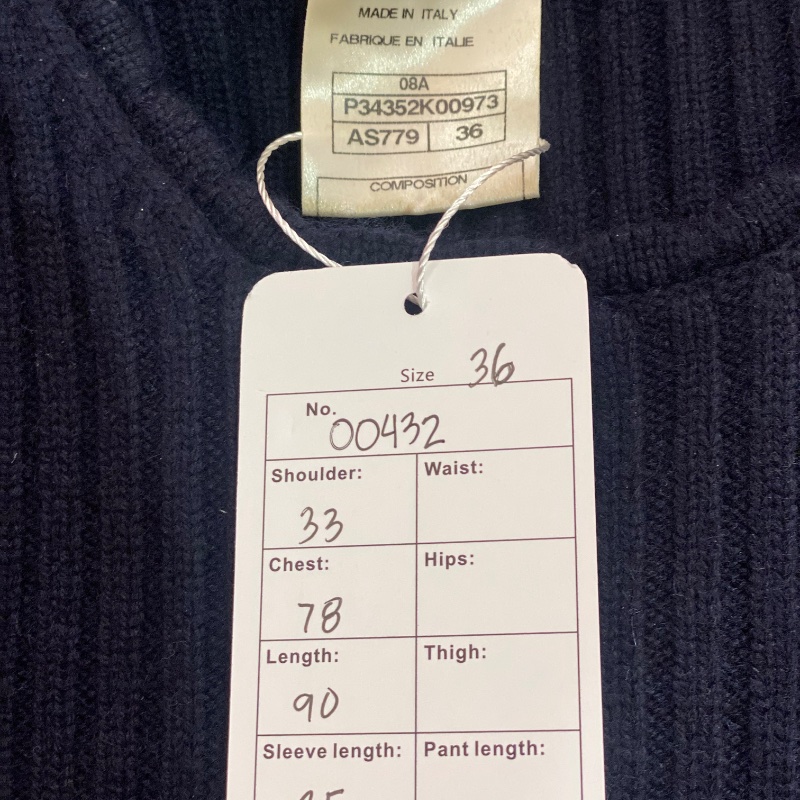 MADE IN ITALY
FABRIQUE EN ITALIE
08A
P34352K00973
AS779 36
COMPOSITION
Size 36
No. 00432
Shoulder: 33 Waist:
Chest: 78 Hips:
Length: 90 Thigh:
Sleeve length: Pant length: